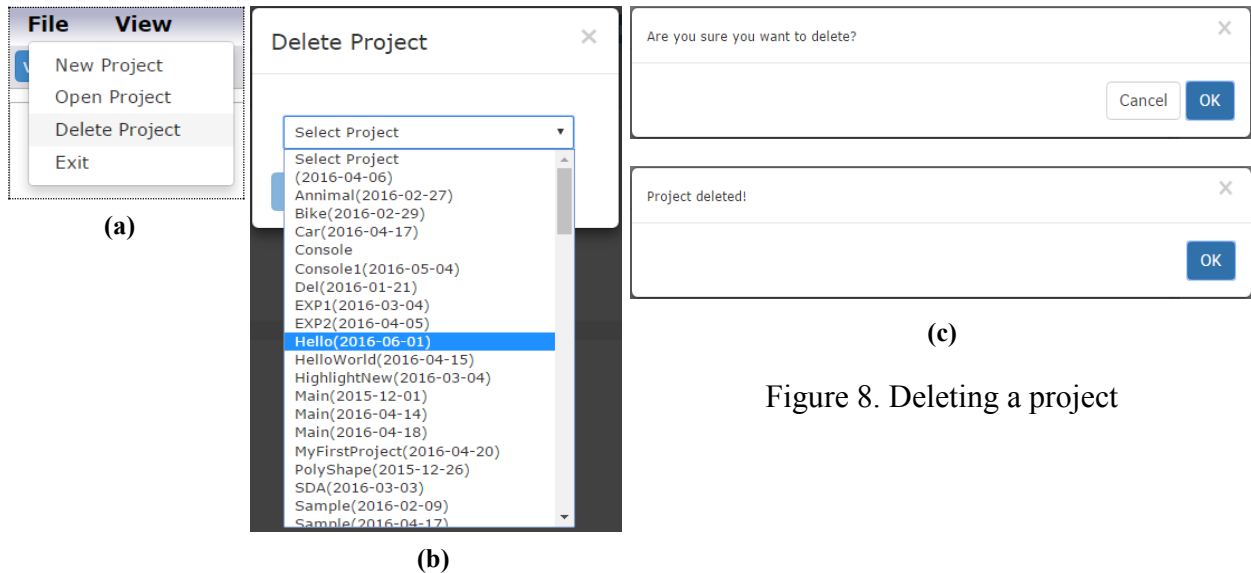 File View
New Project
Open Project
Delete Project
Exit
(a)
Delete Project
Select Project
Select Project
(2016-04-06)
Annimal(2016-02-27)
Bike(2016-02-29)
Car(2016-04-17)
Console
Console1(2016-05-04)
Del(2016-01-21)
EXP1(2016-03-04)
EXP2(2016-04-05)
Hello(2016-06-01)
HelloWorld(2016-04-15)
HighlightNew(2016-03-04)
Main(2015-12-01)
Main(2016-04-14)
Main(2016-04-18)
MyFirstProject(2016-04-20)
PolyShape(2015-12-26)
SDA(2016-03-03)
Sample(2016-02-09)
Sample(2016-04-17)
(b)
Are you sure you want to delete?
Cancel OK
Project deleted!
OK
(c)
Figure 8. Deleting a project